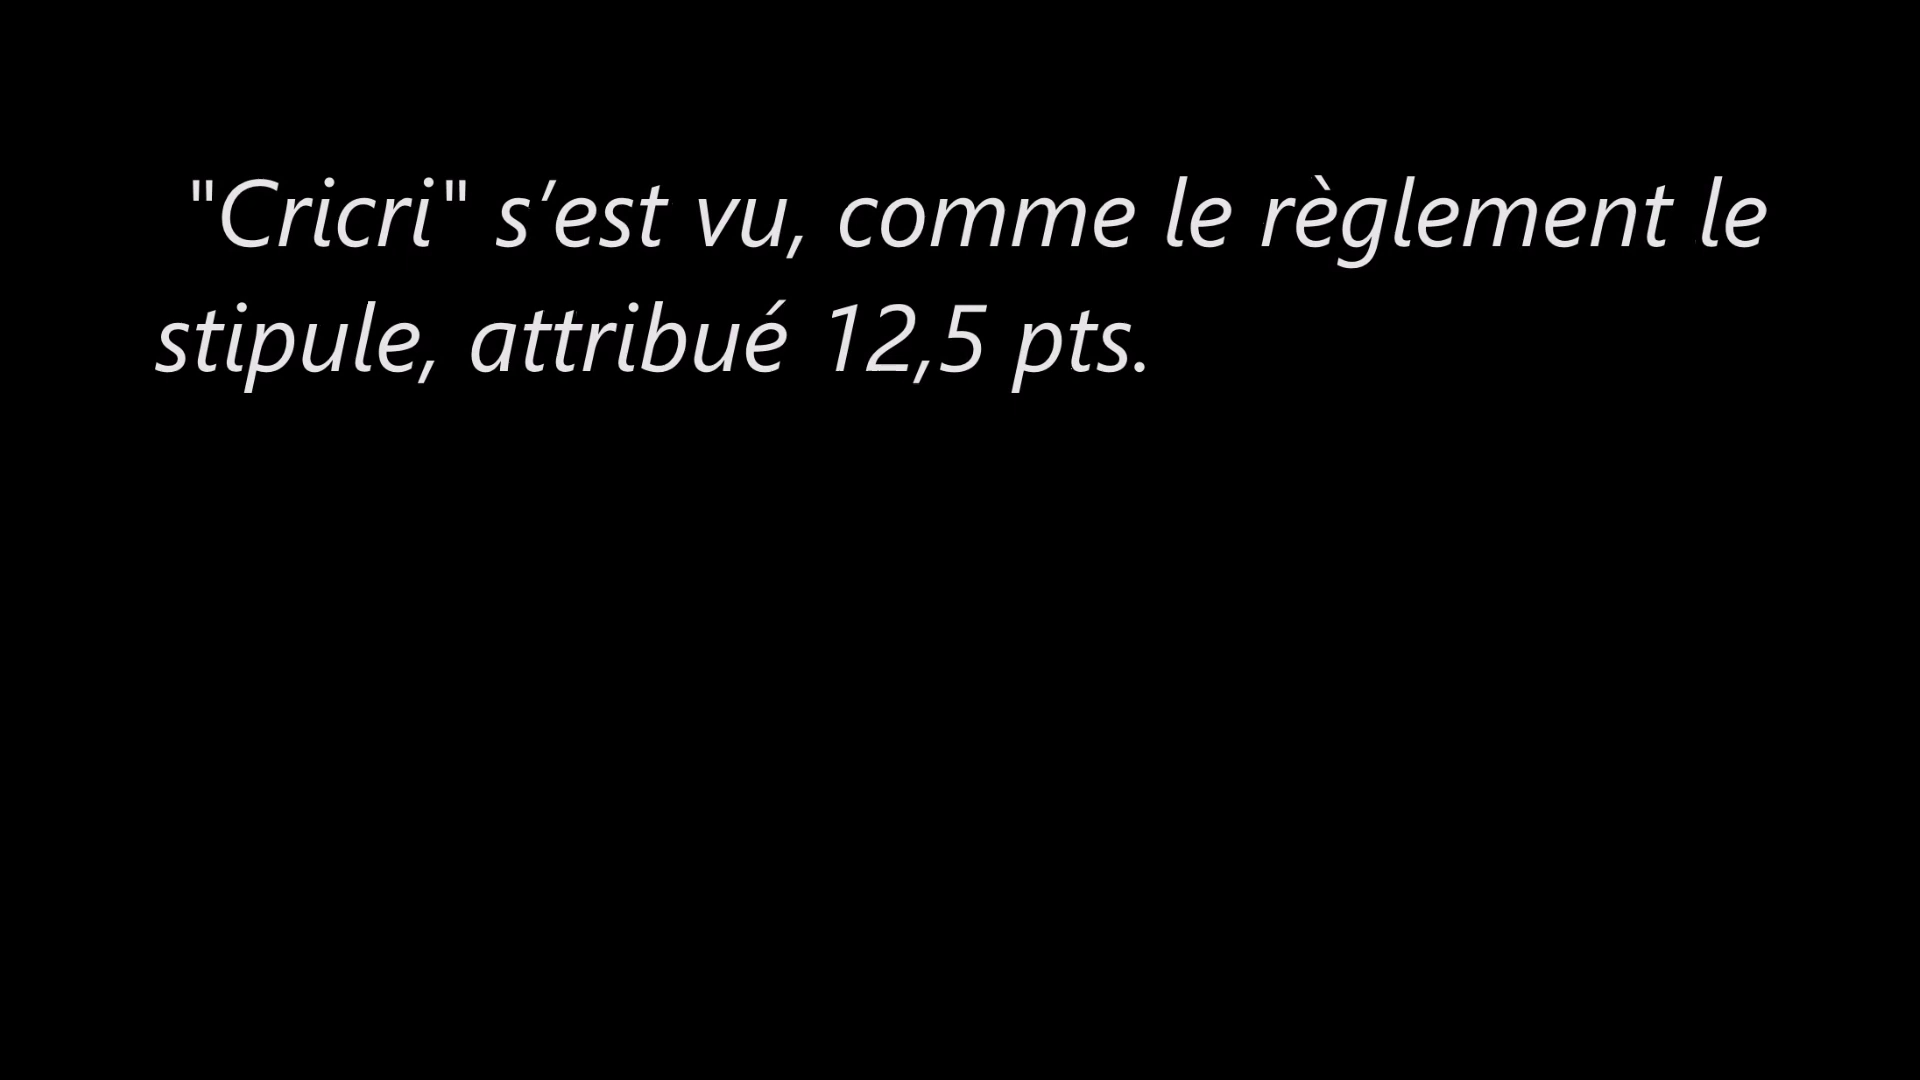 "Cricri" s’est vu, comme le règlement le
stipule, attribué 12,5 pts.